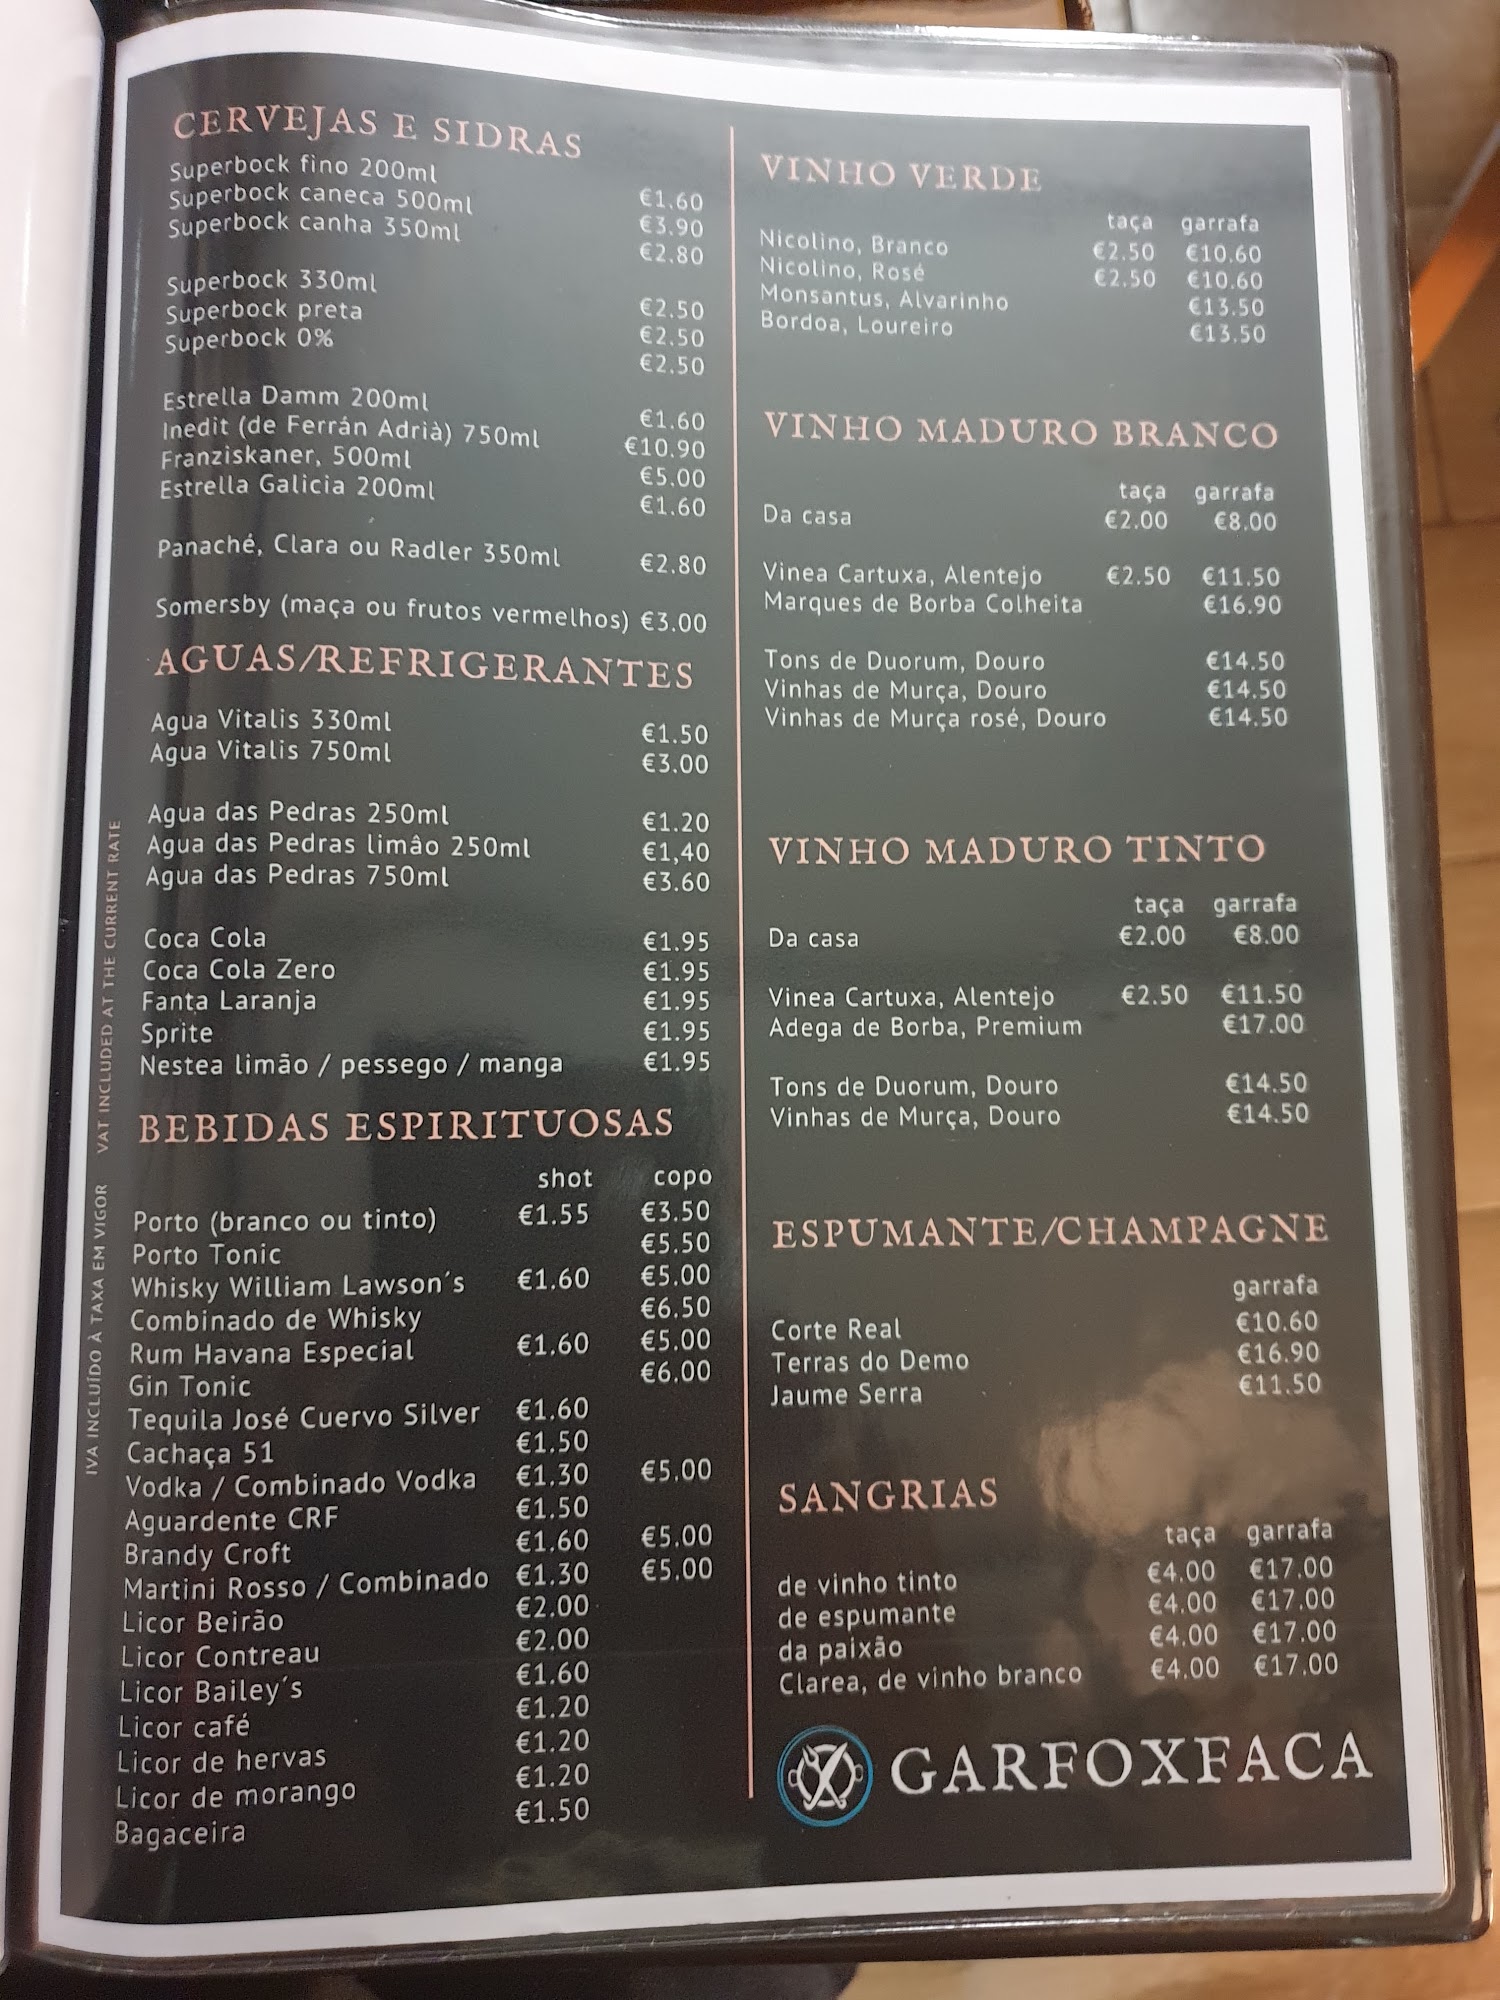 CERVEJAS E SIDRAS
Superbock fino 200ml €1.60
Superbock caneca 500ml €3.90
Superbock canha 350ml €2.80
Superbock 330ml €2.50
Superbock preta €2.50
Superbock 0% €2.50
Estrella Damm 200ml €1.60
Inedit (de Ferrán Adrià) 750ml €10.90
Franziskaner, 500ml €5.00
Estrella Galicia 200ml €1.60
Panaché, Clara ou Radler 350ml €2.80
Somersby (maça ou frutos vermelhos) €3.00
AGUAS/REFRIGERANTES
Agua Vitalis 330ml €1.50
Agua Vitalis 750ml €3.00
Agua das Pedras 250ml €1.20
Agua das Pedras limâo 250ml €1,40
Agua das Pedras 750ml €3.60
Coca Cola €1.95
Coca Cola Zero €1.95
Fanta Laranja €1.95
Sprite €1.95
Nestea limão / pessego / manga €1.95
BEBIDAS ESPIRITUOSAS
shot copo
Porto (branco ou tinto) €1.55 €3.50
Porto Tonic €5.50
Whisky William Lawson´s €1.60 €5.00
Combinado de Whisky €6.50
Rum Havana Especial €1.60 €5.00
Gin Tonic €6.00
Tequila José Cuervo Silver €1.60
Cachaça 51 €1.50
Vodka / Combinado Vodka €1.30 €5.00
Aguardente CRF €1.50
Brandy Croft €1.60 €5.00
Martini Rosso / Combinado €1.30 €5.00
Licor Beirão €2.00
Licor Contreau €2.00
Licor Bailey´s €1.60
Licor café €1.20
Licor de hervas €1.20
Licor de morango €1.20
Bagaceira €1.50
IVA INCLUÍDO À TAXA EM VIGOR VAT INCLUDED AT THE CURRENT RATE
VINHO VERDE
taça garrafa
Nicolino, Branco €2.50 €10.60
Nicolino, Rosé €2.50 €10.60
Monsantus, Alvarinho €13.50
Bordoa, Loureiro €13.50
VINHO MADURO BRANCO
taça garrafa
Da casa €2.00 €8.00
Vinea Cartuxa, Alentejo €2.50 €11.50
Marques de Borba Colheita €16.90
Tons de Duorum, Douro €14.50
Vinhas de Murça, Douro €14.50
Vinhas de Murça rosé, Douro €14.50
VINHO MADURO TINTO
taça garrafa
Da casa €2.00 €8.00
Vinea Cartuxa, Alentejo €2.50 €11.50
Adega de Borba, Premium €17.00
Tons de Duorum, Douro €14.50
Vinhas de Murça, Douro €14.50
ESPUMANTE/CHAMPAGNE
garrafa
Corte Real €10.60
Terras do Demo €16.90
Jaume Serra €11.50
SANGRIAS
taça garrafa
de vinho tinto €4.00 €17.00
de espumante €4.00 €17.00
da paixão €4.00 €17.00
Clarea, de vinho branco €4.00 €17.00
GARFOXFACA